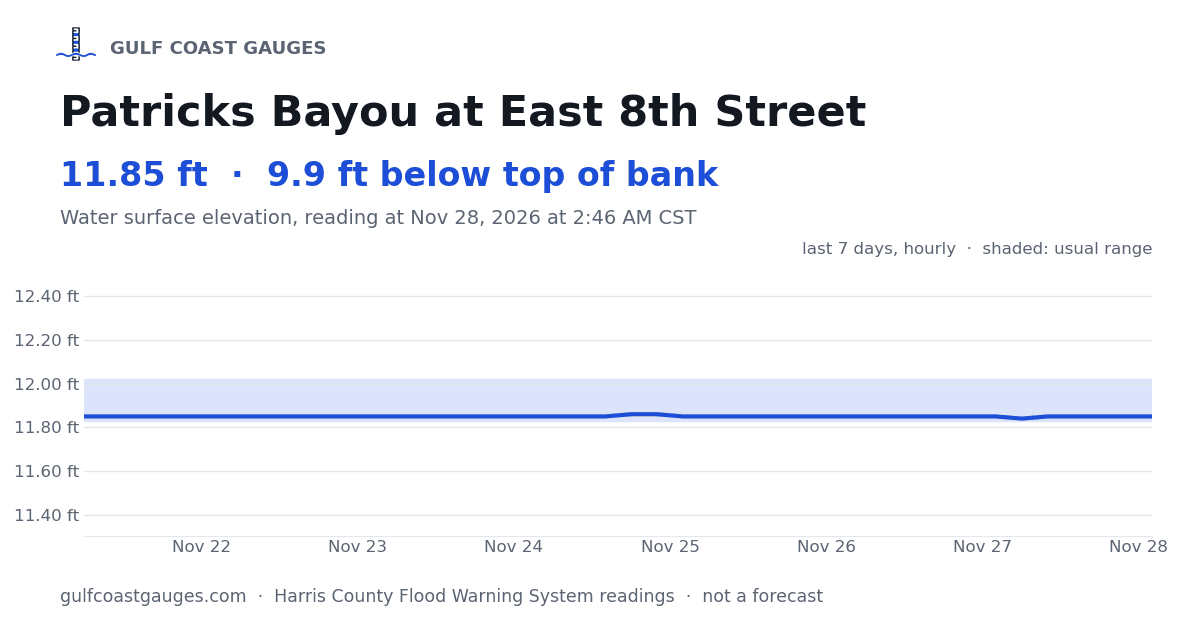 GULF COAST GAUGES
Patricks Bayou at East 8th Street
11.85 ft · 9.9 ft below top of bank
Water surface elevation, reading at Nov 28, 2026 at 2:46 AM CST
last 7 days, hourly · shaded: usual range
12.40 ft
12.20 ft
12.00 ft
11.80 ft
11.60 ft
11.40 ft
Nov 22 Nov 23 Nov 24 Nov 25 Nov 26 Nov 27 Nov 28
gulfcoastgauges.com · Harris County Flood Warning System readings · not a forecast